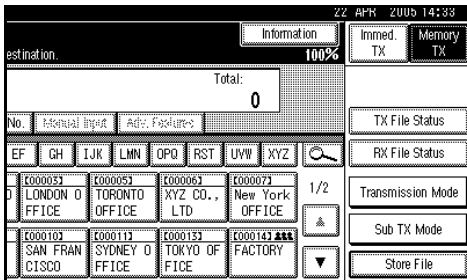 22 APR 2005 14:33
Information
Immed. TX
Memory TX
estination.
100%
Total:
0
No. Manual Input Adv. Features
TX File Status
EF GH IJK LMN OPQ RST UVW XYZ
RX File Status
[00003] [00005] [00006] [00007]
LONDON O TORONTO XYZ CO., New York
FFICE OFFICE LTD OFFICE
1/2
Transmission Mode
[00010] [00011] [00013] [00014]
SAN FRAN SYDNEY O TOKYO OF FACTORY
CISCO FFICE FICE
Sub TX Mode
Store File